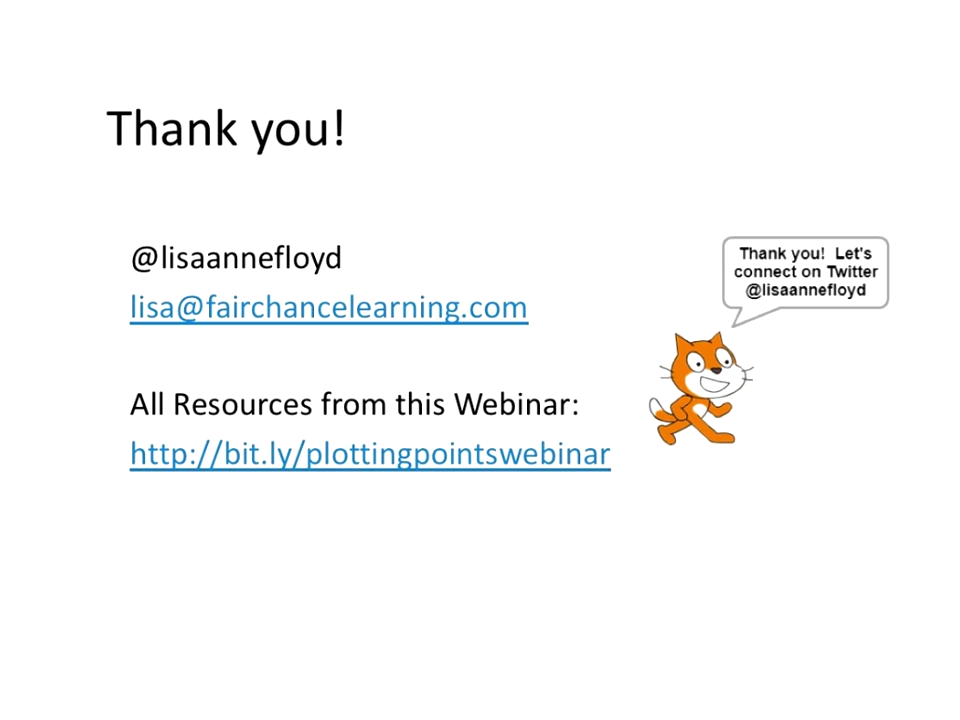 Thank you!
@lisaannefloyd
lisa@fairchancelearning.com
All Resources from this Webinar:
http://bit.ly/plottingpointswebinar
Thank you! Let's
connect on Twitter
@lisaannefloyd